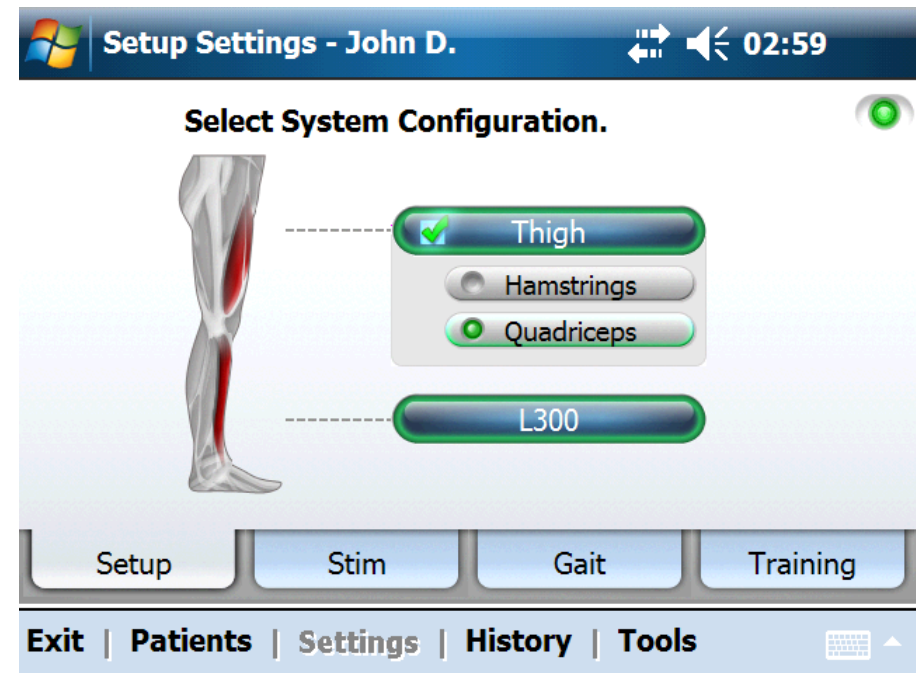 Setup Settings - John D. 02:59
Select System Configuration.
Thigh
Hamstrings
Quadriceps
L300
Setup Stim Gait Training
Exit | Patients | Settings | History | Tools